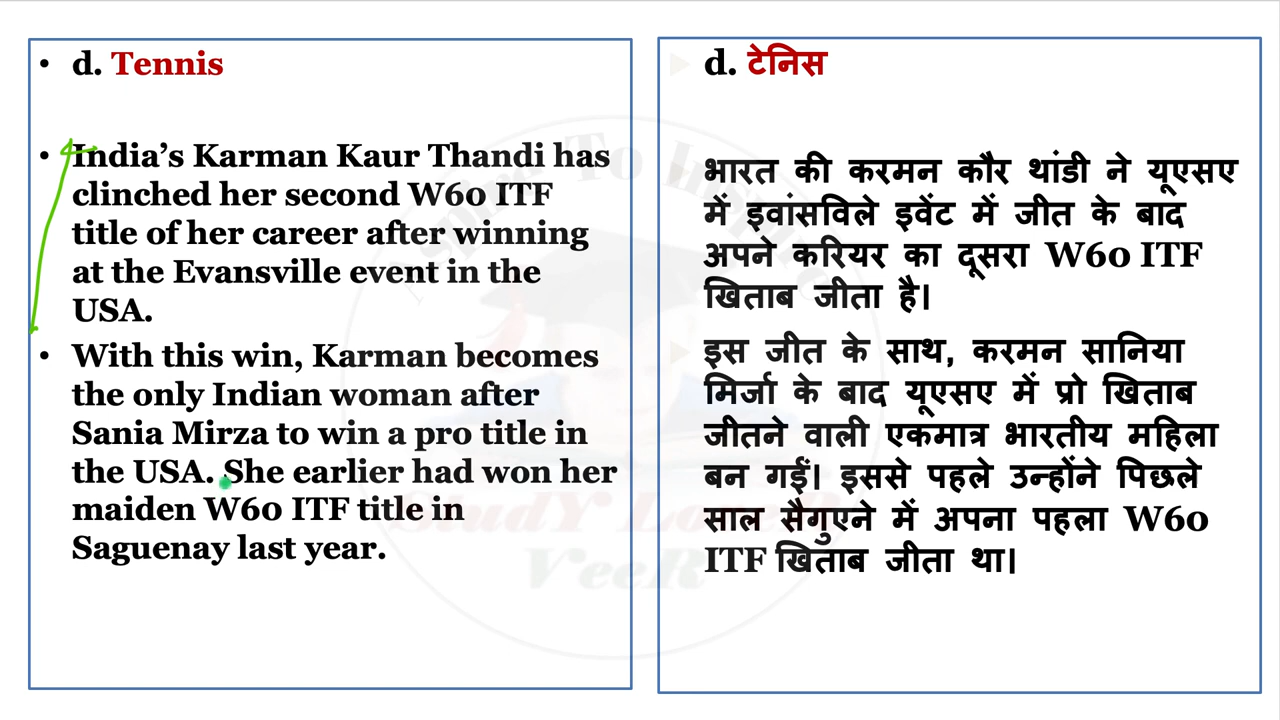 • d. Tennis
• India’s Karman Kaur Thandi has
clinched her second W60 ITF
title of her career after winning
at the Evansville event in the
USA.
• With this win, Karman becomes
the only Indian woman after
Sania Mirza to win a pro title in
the USA. She earlier had won her
maiden W60 ITF title in
Saguenay last year.
d. टेनिस
भारत की करमन कौर थांडी ने यूएसए
में इवांसविले इवेंट में जीत के बाद
अपने करियर का दूसरा W60 ITF
खिताब जीता है।
इस जीत के साथ, करमन सानिया
मिर्जा के बाद यूएसए में प्रो खिताब
जीतने वाली एकमात्र भारतीय महिला
बन गईं। इससे पहले उन्होंने पिछले
साल सैगुएने में अपना पहला W60
ITF खिताब जीता था।
StudY LoveR
VeeR